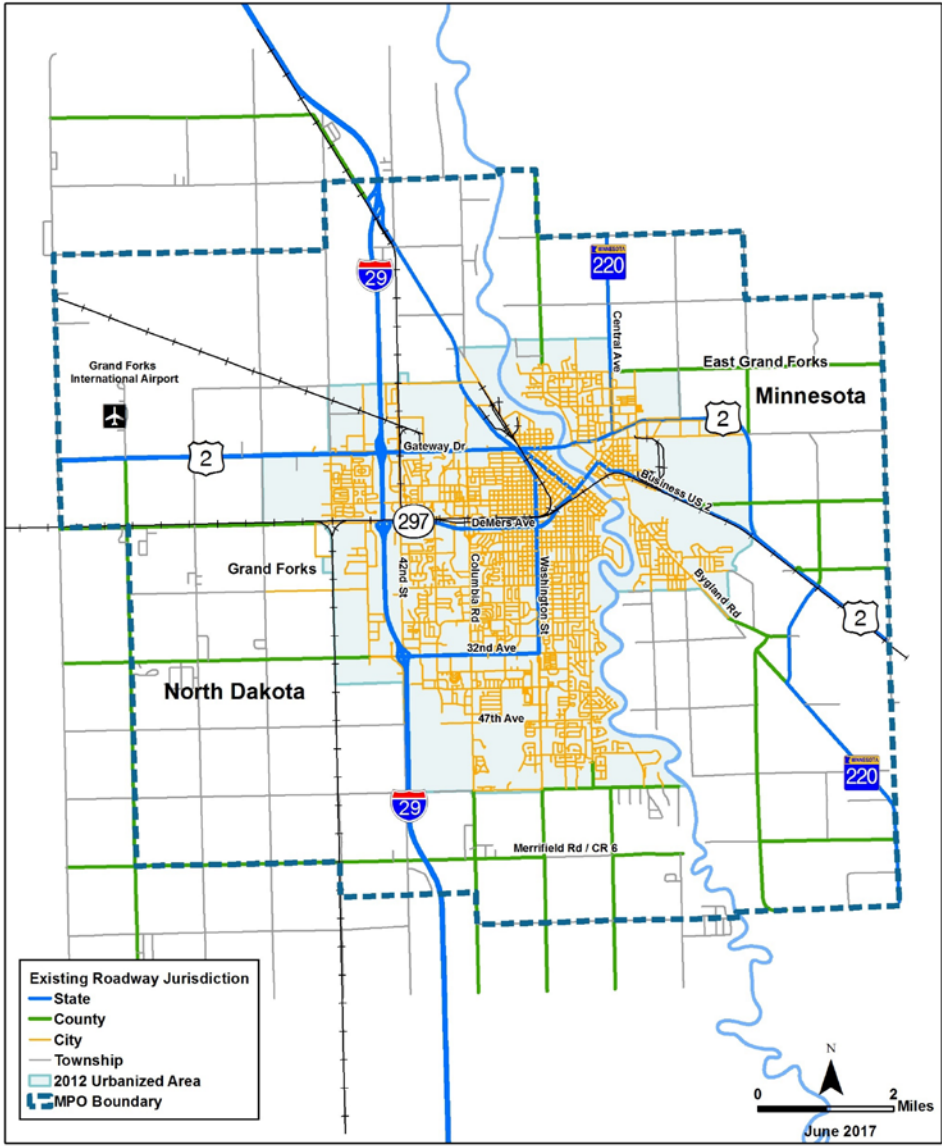 MINNESOTA
220
29
Central Ave
East Grand Forks
Grand Forks
International Airport
Minnesota
2
Gateway Dr
2
Business US 2
297
DeMers Ave
Grand Forks
42nd St
Columbia Rd
Washington St
Bygland Rd
2
32nd Ave
North Dakota
47th Ave
MINNESOTA
220
29
Merrifield Rd / CR 6
Existing Roadway Jurisdiction
State
County
City
Township
2012 Urbanized Area
MPO Boundary
N
0 2
Miles
June 2017